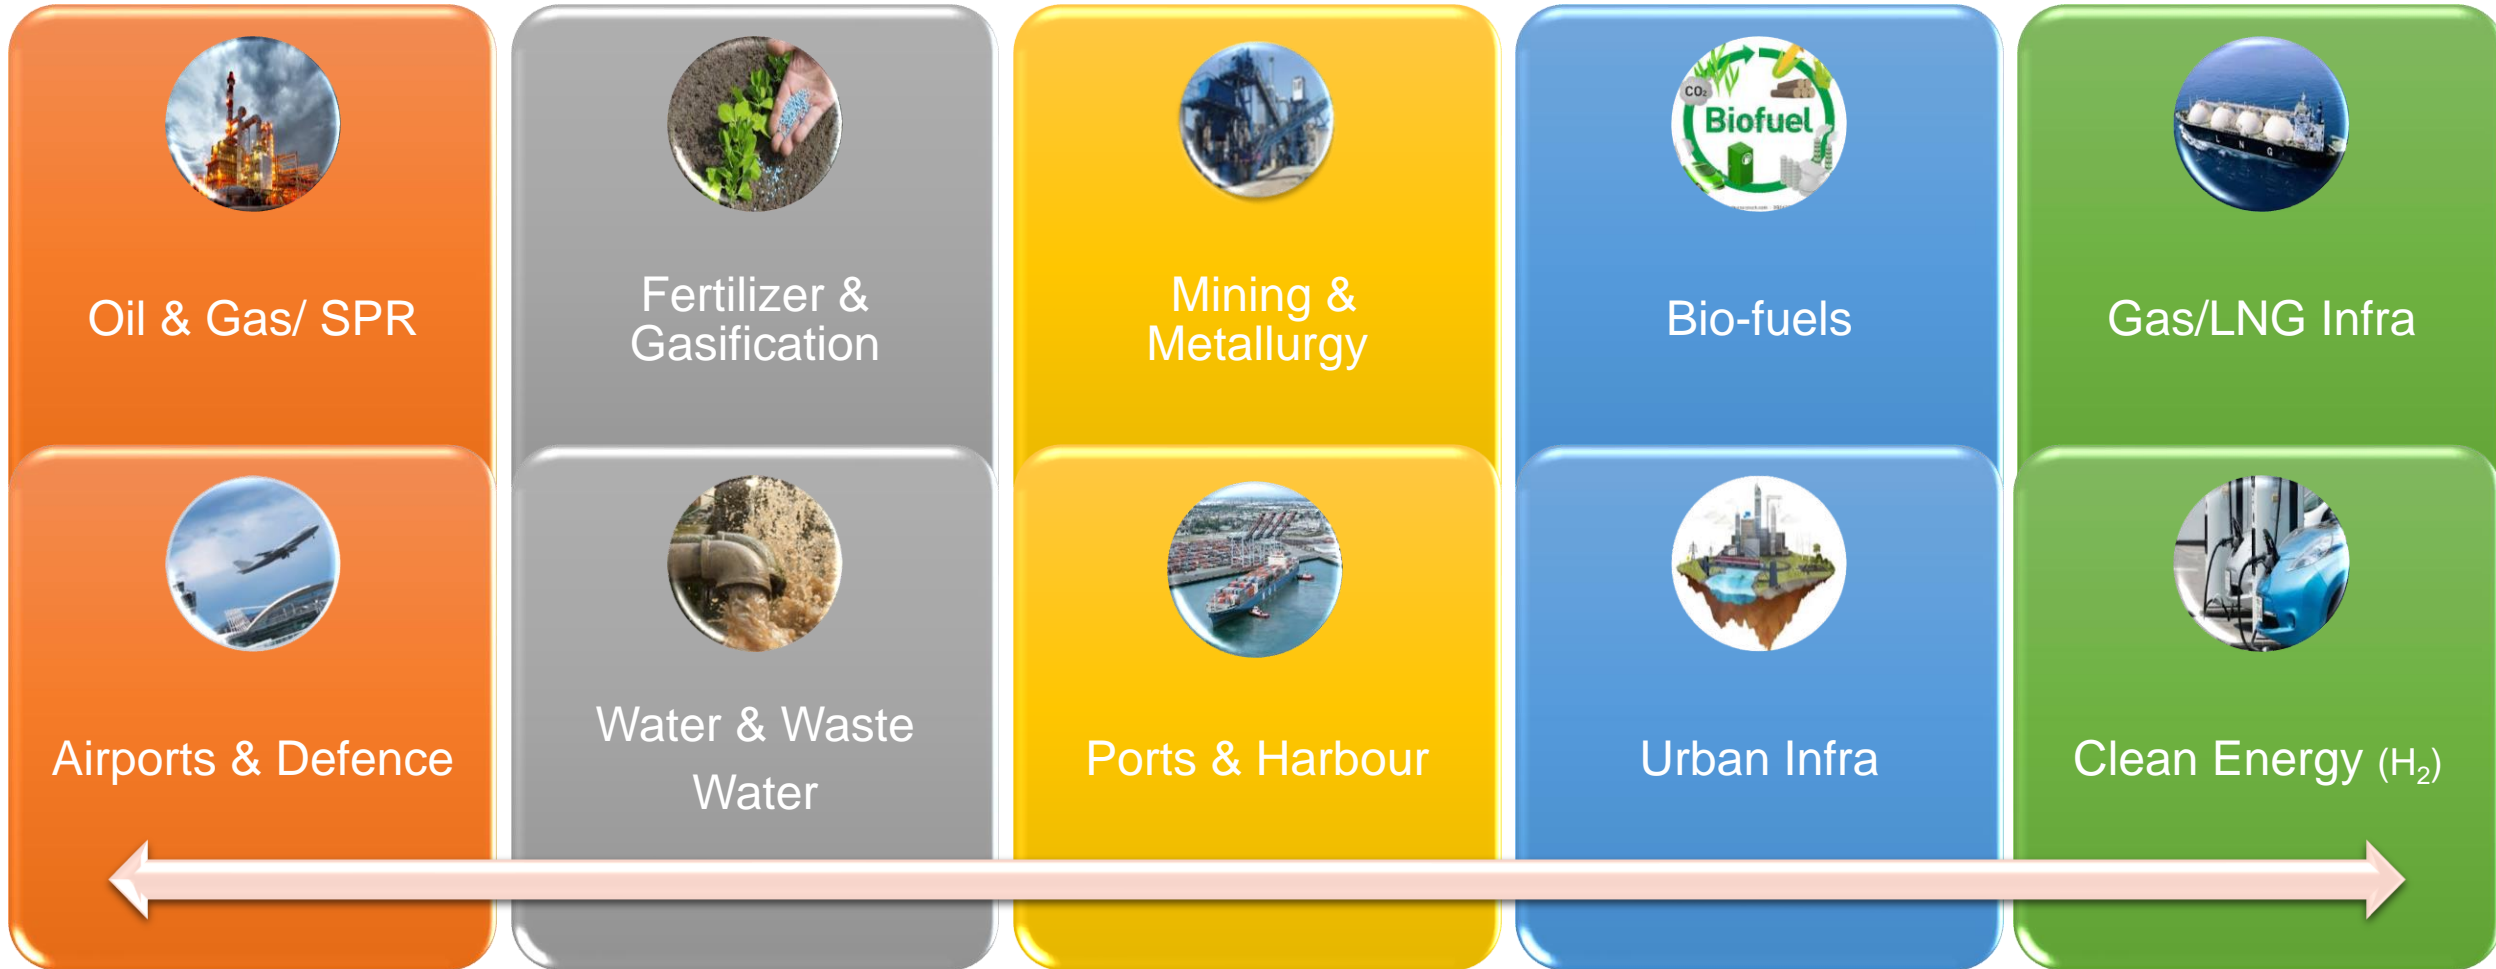 CO₂
Biofuel
L N G
Oil & Gas/ SPR
Fertilizer &
Gasification
Mining &
Metallurgy
Bio-fuels
Gas/LNG Infra
Airports & Defence
Water & Waste
Water
Ports & Harbour
Urban Infra
Clean Energy (H₂)